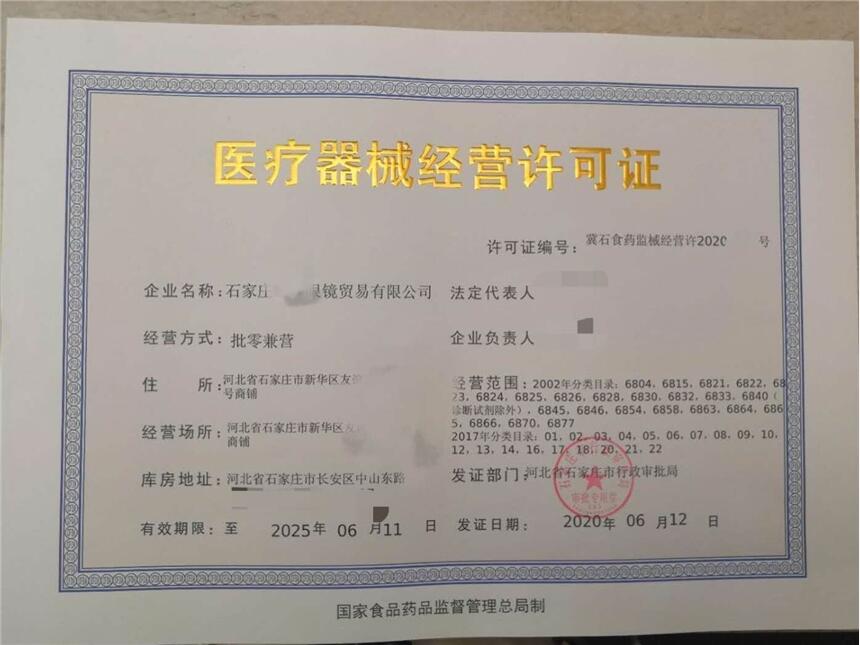 医疗器械经营许可证
许可证编号：冀石食药监械经营许2020 号
企业名称：石家庄 眼镜贸易有限公司
法定代表人
经营方式：批零兼营
企业负责人
住 所：河北省石家庄市新华区友
号商铺
经营范围：2002年分类目录：6804，6815，6821，6822，68
23，6824，6825，6826，6828，6830，6832，6833，6840（
诊断试剂除外），6845，6846，6854，6858，6863，6864，686
5，6866，6870，6877
2017年分类目录：01，02，03，04，05，06，07，08，09，10，
12，13，14，16，17，18，20，21，22
经营场所：河北省石家庄市新华区友
商铺
库房地址：河北省石家庄市长安区中山东路
发证部门：河北省石家庄市行政审批局
审批专用章
有效期限：至 2025年 06 月11 日
发证日期：2020年 06 月12 日
国家食品药品监督管理总局制